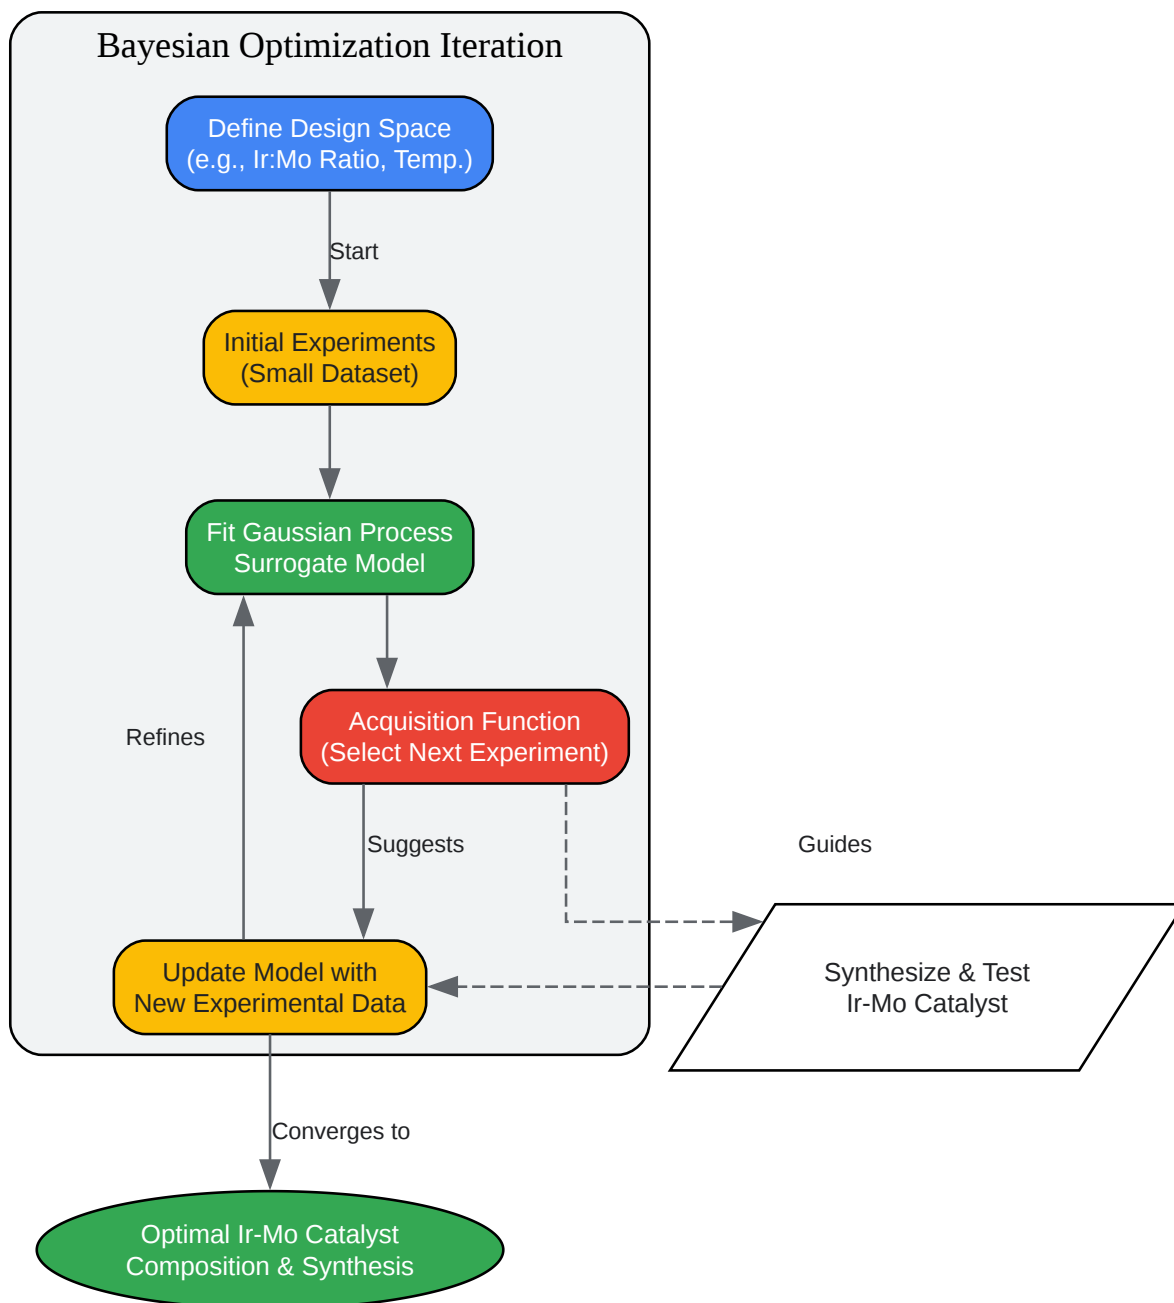 Bayesian Optimization Iteration
Define Design Space
(e.g., Ir:Mo Ratio, Temp.)
Start
Initial Experiments
(Small Dataset)
Fit Gaussian Process
Surrogate Model
Refines
Acquisition Function
(Select Next Experiment)
Suggests
Guides
Update Model with
New Experimental Data
Synthesize & Test
Ir-Mo Catalyst
Converges to
Optimal Ir-Mo Catalyst
Composition & Synthesis